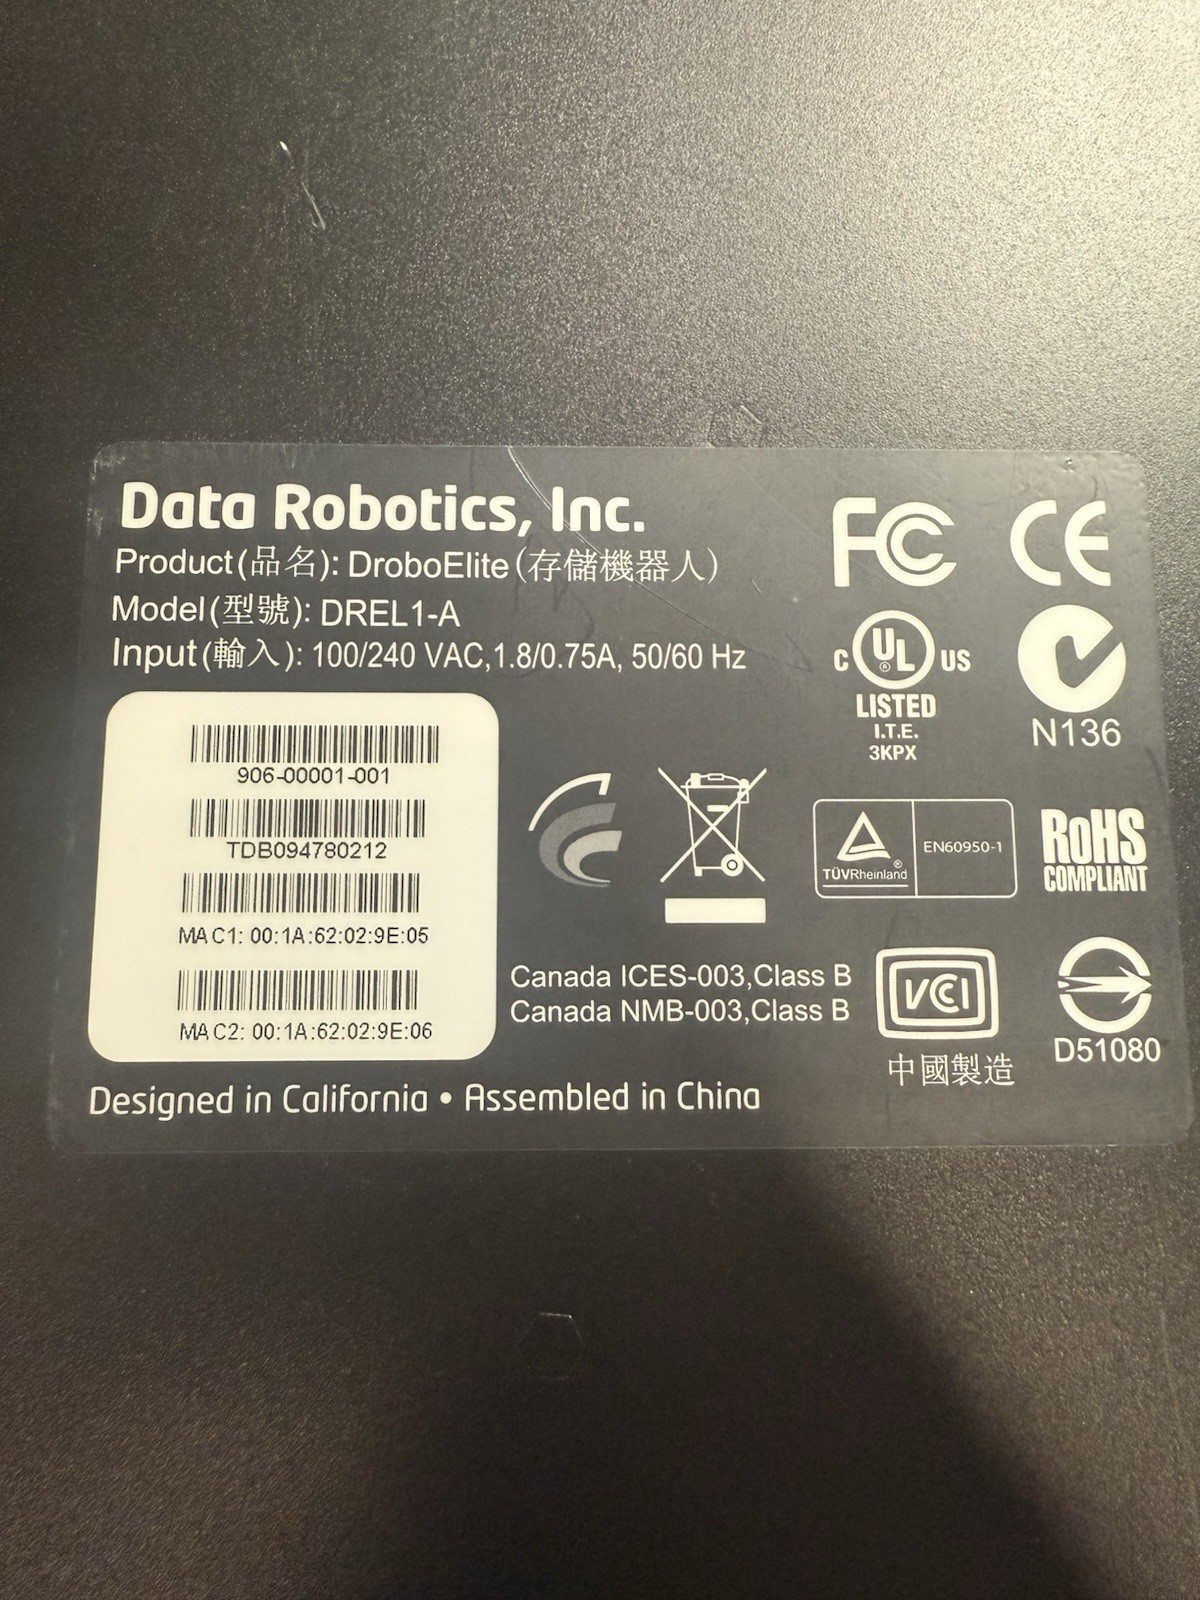 Data Robotics, Inc.
Product(品名): DroboElite(存儲機器人)
Model(型號): DREL1-A
Input(輸入): 100/240 VAC,1.8/0.75A, 50/60 Hz
FC CE
C UL® US
LISTED
I.T.E.
3KPX
N136
906-00001-001
TDB094780212
MAC1: 00:1A:62:02:9E:05
MAC2: 00:1A:62:02:9E:06
TÜVRheinland® EN60950-1
RoHS
COMPLIANT
Canada ICES-003,Class B
Canada NMB-003,Class B
VCI
中國製造
D51080
Designed in California • Assembled in China